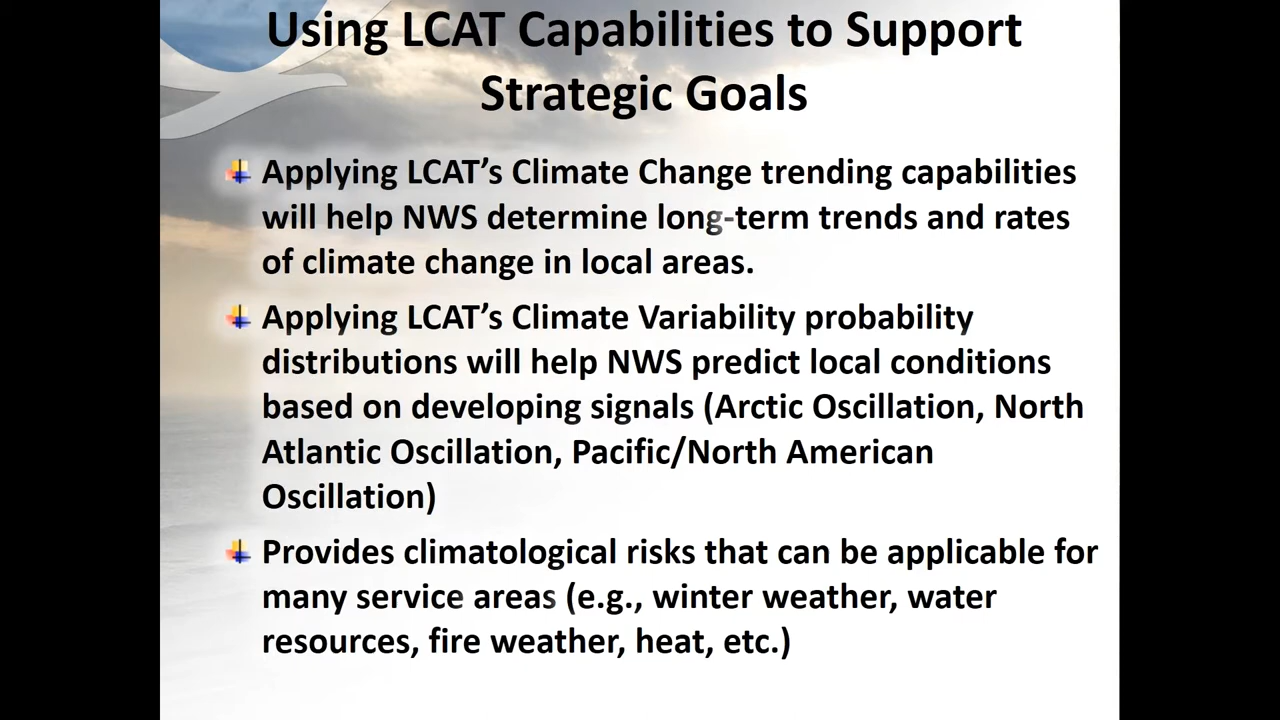 Using LCAT Capabilities to Support
Strategic Goals
Applying LCAT’s Climate Change trending capabilities
will help NWS determine long-term trends and rates
of climate change in local areas.
Applying LCAT’s Climate Variability probability
distributions will help NWS predict local conditions
based on developing signals (Arctic Oscillation, North
Atlantic Oscillation, Pacific/North American
Oscillation)
Provides climatological risks that can be applicable for
many service areas (e.g., winter weather, water
resources, fire weather, heat, etc.)